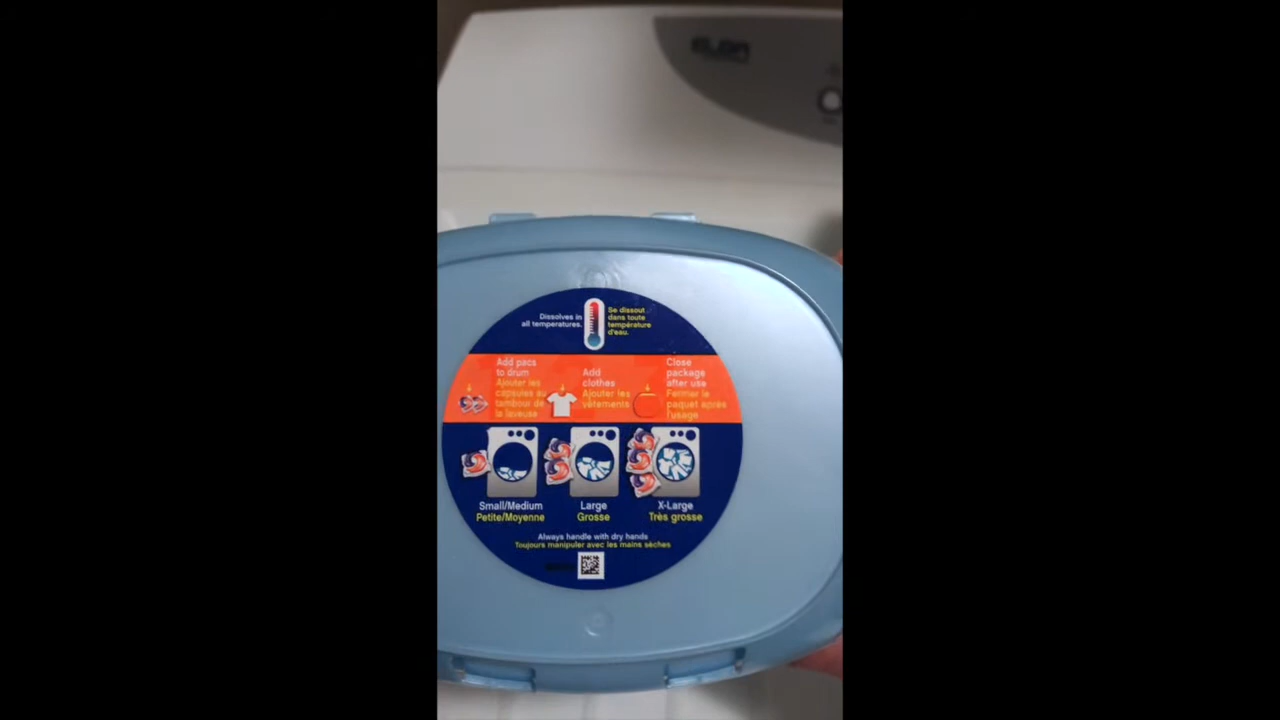 Dissolves in
all temperatures.
Se dissout
dans toute
température
d'eau.
Add pacs
to drum
Ajouter les
capsules au
tambour de
la laveuse
Add
clothes
Ajouter les
vêtements
Close
package
after use
Fermer le
paquet après
l'usage
Small/Medium
Petite/Moyenne
Large
Grosse
X-Large
Très grosse
Always handle with dry hands
Toujours manipuler avec les mains sèches